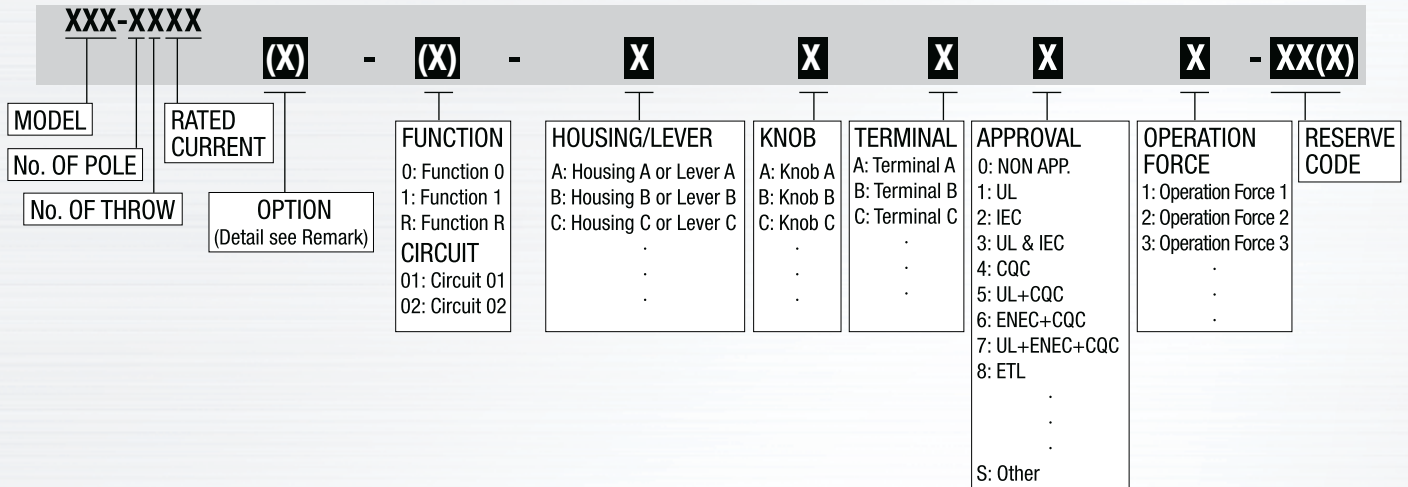 XXX-XXXX
(X) - (X) - X X X X X - XX(X)
MODEL
No. OF POLE
No. OF THROW
RATED
CURRENT
OPTION
(Detail see Remark)
FUNCTION
0: Function 0
1: Function 1
R: Function R
CIRCUIT
01: Circuit 01
02: Circuit 02
HOUSING/LEVER
A: Housing A or Lever A
B: Housing B or Lever B
C: Housing C or Lever C
.
.
.
KNOB
A: Knob A
B: Knob B
C: Knob C
.
.
.
TERMINAL
A: Terminal A
B: Terminal B
C: Terminal C
.
.
.
APPROVAL
0: NON APP.
1: UL
2: IEC
3: UL & IEC
4: CQC
5: UL+CQC
6: ENEC+CQC
7: UL+ENEC+CQC
8: ETL
.
.
.
S: Other
OPERATION
FORCE
1: Operation Force 1
2: Operation Force 2
3: Operation Force 3
.
.
.
RESERVE
CODE